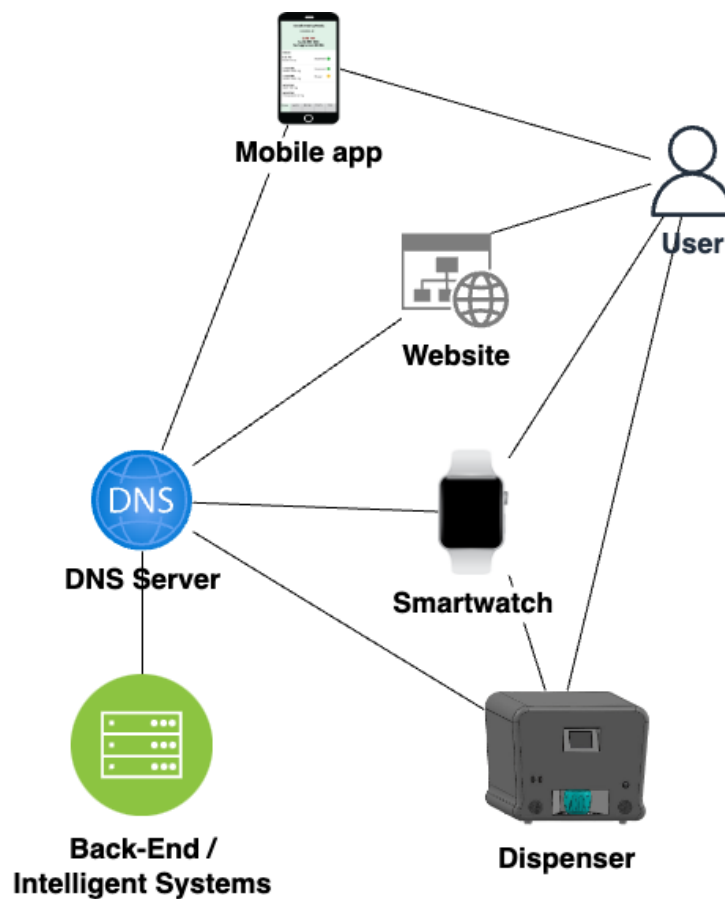 Mobile app
User
Website
DNS
DNS Server
Smartwatch
Back-End /
Intelligent Systems
Dispenser